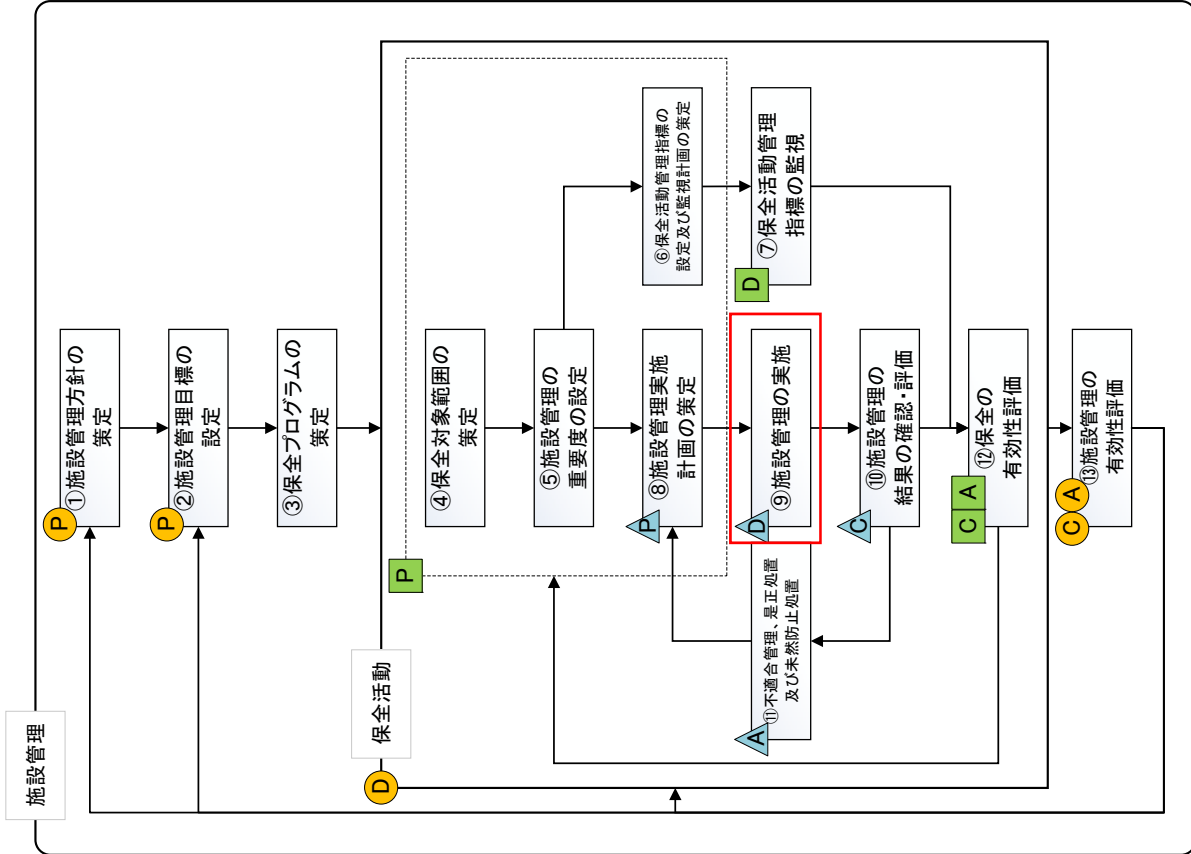 施設管理
P
①施設管理方針の
策定
P
②施設管理目標の
設定
③保全プログラムの
策定
D
保全活動
P
④保全対象範囲の
策定
⑤施設管理の
重要度の設定
⑥保全活動管理指標の
設定及び監視計画の策定
P
⑧施設管理実施
計画の策定
D
⑦保全活動管理
指標の監視
D
⑨施設管理の実施
A
⑪不適合管理、是正処置
及び未然防止処置
C
⑩施設管理の
結果の確認・評価
C
A
⑫保全の
有効性評価
C
A
⑬施設管理の
有効性評価